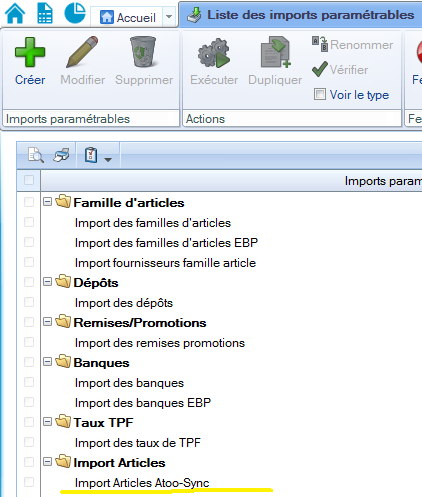 Accueil
Liste des imports paramétrables
Créer
Modifier
Supprimer
Exécuter
Dupliquer
Renommer
Vérifier
Voir le type
Fe
Imports paramétrables
Actions
Fe
Imports param
Famille d'articles
Import des familles d'articles
Import des familles d'articles EBP
Import fournisseurs famille article
Dépôts
Import des dépôts
Remises/Promotions
Import des remises promotions
Banques
Import des banques
Import des banques EBP
Taux TPF
Import des taux de TPF
Import Articles
Import Articles Atoo-Sync